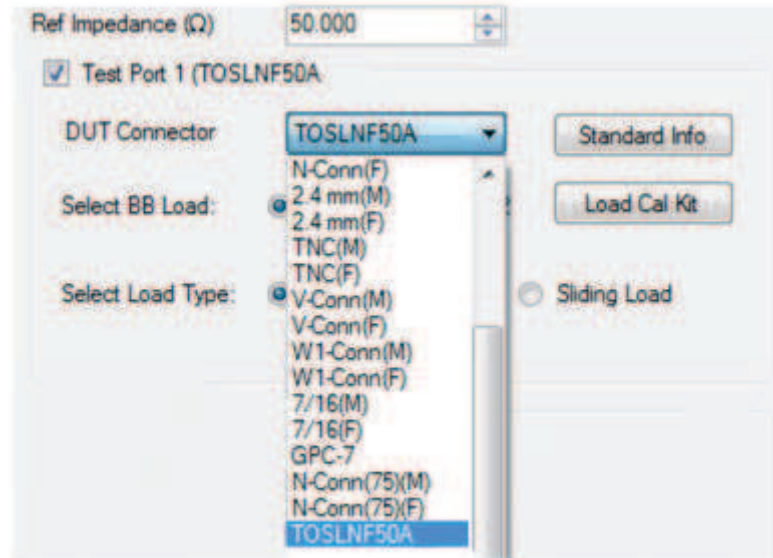 Ref Impedance (Ω) 50.000
Test Port 1 (TOSLNF50A
DUT Connector TOSLNF50A Standard Info
N-Conn(F)
Select BB Load: 2.4 mm(M) Load Cal Kit
2.4 mm(F)
TNC(M)
TNC(F)
Select Load Type: V-Conn(M) Sliding Load
V-Conn(F)
W1-Conn(M)
W1-Conn(F)
7/16(M)
7/16(F)
GPC-7
N-Conn(75)(M)
N-Conn(75)(F)
TOSLNF50A